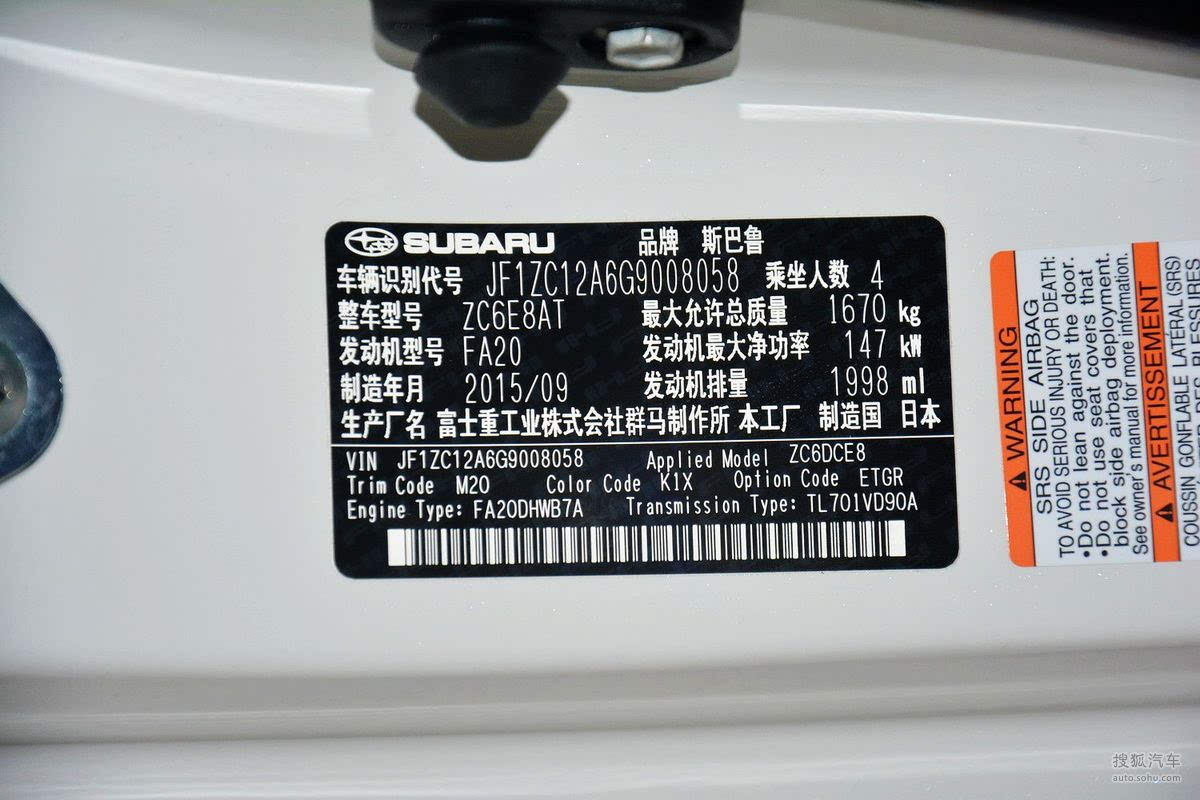 SUBARU 品牌 斯巴鲁
车辆识别代号 JF1ZC12A6G9008058 乘坐人数 4
整车型号 ZC6E8AT 最大允许总质量 1670 kg
发动机型号 FA20 发动机最大净功率 147 kW
制造年月 2015/09 发动机排量 1998 ml
生产厂名 富士重工业株式会社群马制作所 本工厂 制造国 日本
VIN JF1ZC12A6G9008058 Applied Model ZC6DCE8
Trim Code M20 Color Code K1X Option Code ETGR
Engine Type: FA20DHWB7A Transmission Type: TL701VD90A
WARNING
SRS SIDE AIRBAG
TO AVOID SERIOUS INJURY OR DEATH:
•Do not lean against the door.
•Do not use seat covers that
block side airbag deployment.
See owner's manual for more information.
AVERTISSEMENT
COUSSIN GONFLABLE LATERAL (SRS)
搜狐汽车
auto.sohu.com